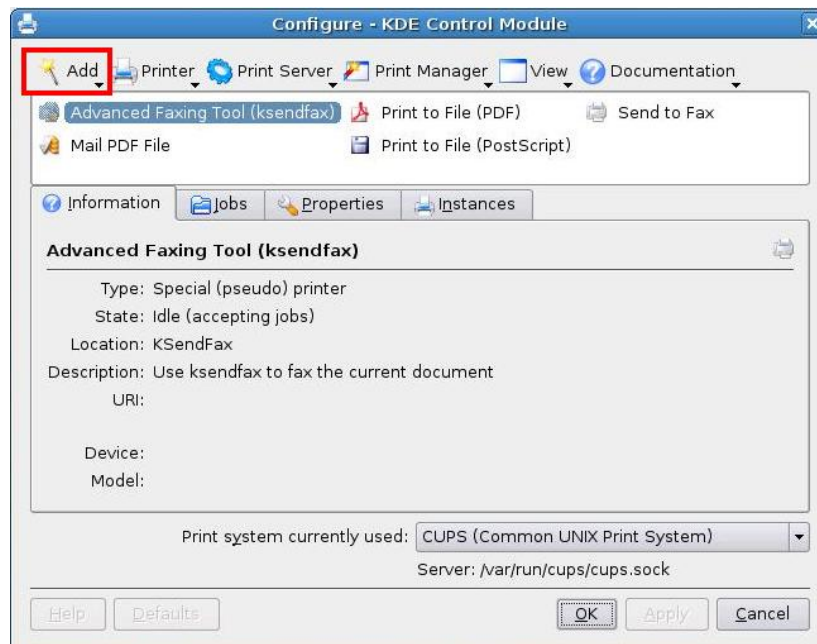 Configure - KDE Control Module
Add Printer Print Server Print Manager View Documentation
Advanced Faxing Tool (ksendfax) Print to File (PDF) Send to Fax
Mail PDF File Print to File (PostScript)
Information Jobs Properties Instances
Advanced Faxing Tool (ksendfax)
Type: Special (pseudo) printer
State: Idle (accepting jobs)
Location: KSendFax
Description: Use ksendfax to fax the current document
URI:
Device:
Model:
Print system currently used: CUPS (Common UNIX Print System)
Server: /var/run/cups/cups.sock
Help Defaults OK Apply Cancel